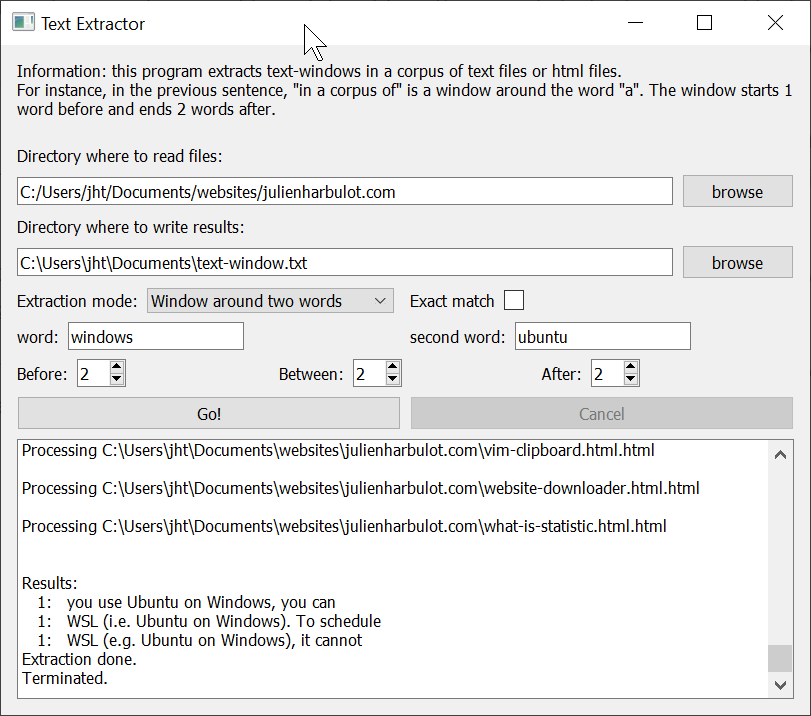 Text Extractor
Information: this program extracts text-windows in a corpus of text files or html files.
For instance, in the previous sentence, "in a corpus of" is a window around the word "a". The window starts 1
word before and ends 2 words after.
Directory where to read files:
C:/Users/jht/Documents/websites/julienharbulot.com browse
Directory where to write results:
C:\Users\jht\Documents\text-window.txt browse
Extraction mode: Window around two words Exact match
word: windows second word: ubuntu
Before: 2 Between: 2 After: 2
Go! Cancel
Processing C:\Users\jht\Documents\websites\julienharbulot.com\vim-clipboard.html.html
Processing C:\Users\jht\Documents\websites\julienharbulot.com\website-downloader.html.html
Processing C:\Users\jht\Documents\websites\julienharbulot.com\what-is-statistic.html.html
Results:
1: you use Ubuntu on Windows, you can
1: WSL (i.e. Ubuntu on Windows). To schedule
1: WSL (e.g. Ubuntu on Windows), it cannot
Extraction done.
Terminated.